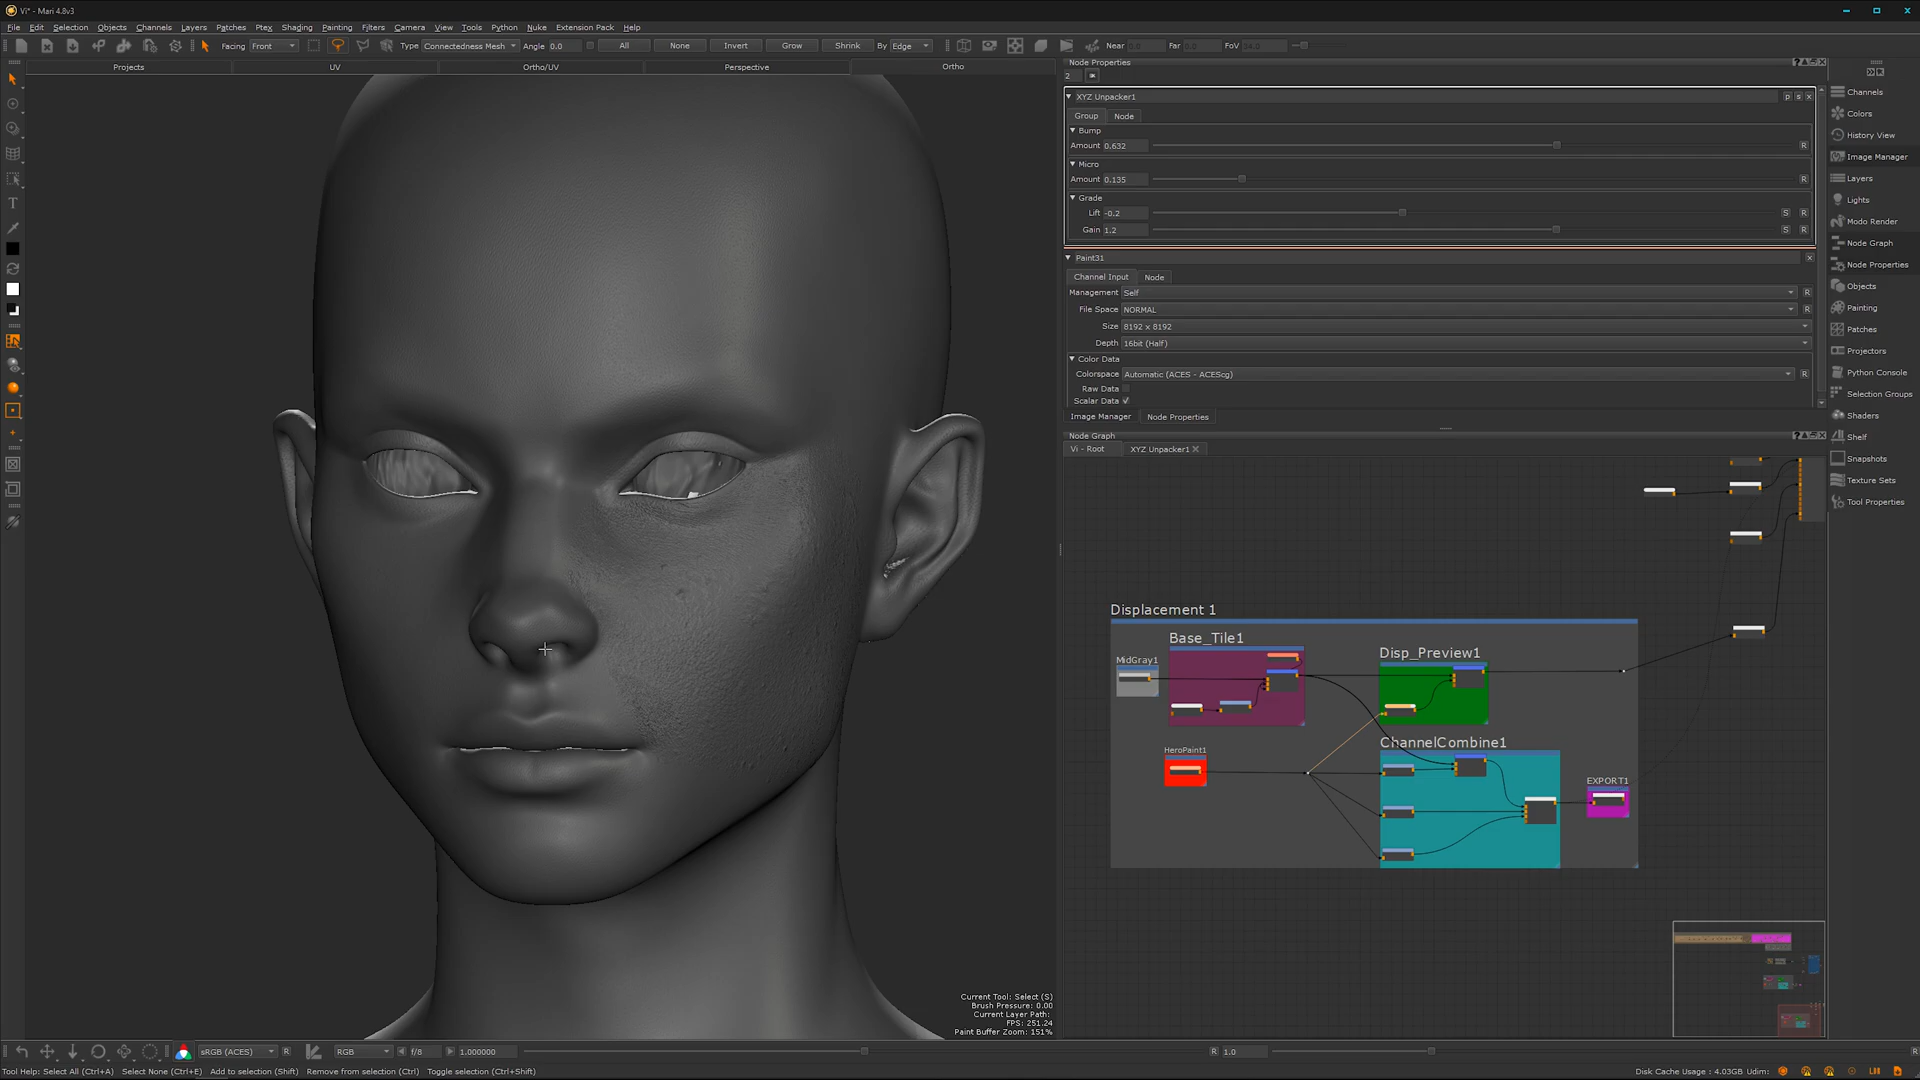 Vi* - Mari 4.8v3
File Edit Selection Objects Channels Layers Patches Ptex Shading Painting Filters Camera View Tools Python Nuke Extension Pack Help
Facing Front Type Connectedness Mesh Angle 0.0 All None Invert Grow Shrink By Edge Near Far FoV
Projects UV Ortho/UV Perspective Ortho
Node Properties
2
XYZ Unpacker1 p s x
Group Node
Bump
Amount 0.632 R
Micro
Amount 0.135 R
Grade
Lift -0.2 S R
Gain 1.2 S R
Paint31
Channel Input Node
Management Self R
File Space NORMAL R
Size 8192 x 8192
Depth 16bit (Half)
Color Data
Colorspace Automatic (ACES - ACEScg) R
Raw Data
Scalar Data
Image Manager Node Properties
Node Graph
Vi - Root XYZ Unpacker1
Displacement 1
Base_Tile1
Disp_Preview1
MidGray1
HeroPaint1
ChannelCombine1
EXPORT1
Channels
Colors
History View
Image Manager
Layers
Lights
Modo Render
Node Graph
Node Properties
Objects
Painting
Patches
Projectors
Python Console
Selection Groups
Shaders
Shelf
Snapshots
Texture Sets
Tool Properties
Current Tool: Select (S)
Brush Pressure: 0.00
Current Layer Path:
FPS: 251.24
Paint Buffer Zoom: 151%
sRGB (ACES) R RGB f/8 1.000000 R 1.0 R
Tool Help: Select All (Ctrl+A) Select None (Ctrl+E) Add to selection (Shift) Remove from selection (Ctrl) Toggle selection (Ctrl+Shift) Disk Cache Usage : 4.03GB Udim: